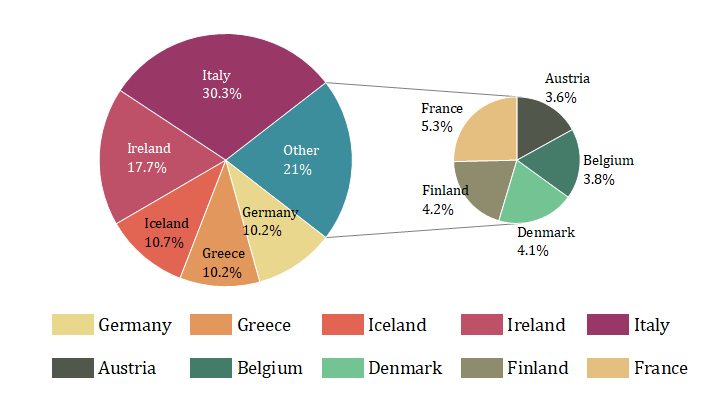 Italy
30.3%
Ireland
17.7%
Other
21%
Iceland
10.7%
Greece
10.2%
Germany
10.2%
Austria
3.6%
France
5.3%
Belgium
3.8%
Finland
4.2%
Denmark
4.1%
Germany Greece Iceland Ireland Italy
Austria Belgium Denmark Finland France